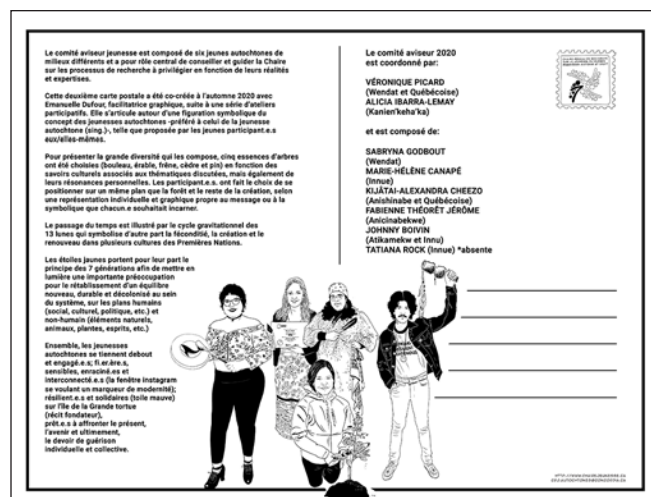 Le comité aviseur jeunesse est composé de six jeunes autochtones de
milieux différents et a pour rôle central de conseiller et guider la Chaire
sur les processus de recherche à privilégier en fonction de leurs réalités
et expertises.
Cette deuxième carte postale a été co-créée à l'automne 2020 avec
Emanuelle Dufour, facilitatrice graphique, suite à une série d'ateliers
participatifs. Elle s'articule autour d'une figuration symbolique du
concept des jeunesses autochtones -préféré à celui de la jeunesse
autochtone (sing.)-, telle que proposée par les jeunes participant.e.s
eux/elles-mêmes.
Pour présenter la grande diversité qui les compose, cinq essences d'arbres
ont été choisies (bouleau, érable, frêne, cèdre et pin) en fonction des
savoirs culturels associés aux thématiques discutées, mais également de
leurs résonances personnelles. Les participant.e.s. ont fait le choix de se
positionner sur un même plan que la forêt et le reste de la création, selon
une représentation individuelle et graphique propre au message ou à la
symbolique que chacun.e souhaitait incarner.
Le passage du temps est illustré par le cycle gravitationnel des
13 lunes qui symbolise d'autre part la fécondité, la création et le
renouveau dans plusieurs cultures des Premières Nations.
Les étoiles jaunes portent pour leur part le
principe des 7 générations afin de mettre en
lumière une importante préoccupation
pour le rétablissement d'un équilibre
nouveau, durable et décolonisé au sein
du système, sur les plans humains
(social, culturel, politique, etc.) et
non-humain (éléments naturels,
animaux, plantes, esprits, etc.)
Ensemble, les jeunesses
autochtones se tiennent debout
et engagé.e.s; fi.er.ère.s,
sensibles, enraciné.es et
interconnecté.e.s (la fenêtre instagram
se voulant un marqueur de modernité);
résilient.e.s et solidaires (toile mauve)
sur l'île de la Grande tortue
(récit fondateur),
prêt.e.s à affronter le présent,
l'avenir et ultimement,
le devoir de guérison
individuelle et collective.
Le comité aviseur 2020
est coordonné par:
VÉRONIQUE PICARD
(Wendat et Québécoise)
ALICIA IBARRA-LEMAY
(Kanien'keha'ka)
et est composé de:
SABRYNA GODBOUT
(Wendat)
MARIE-HÉLÈNE CANAPÉ
(Innue)
KIJÂTAI-ALEXANDRA CHEEZO
(Anishinabe et Québécoise)
FABIENNE THÉORÊT JÉRÔME
(Anicinabekwe)
JOHNNY BOIVIN
(Atikamekw et Innu)
TATIANA ROCK (Innue) *absente